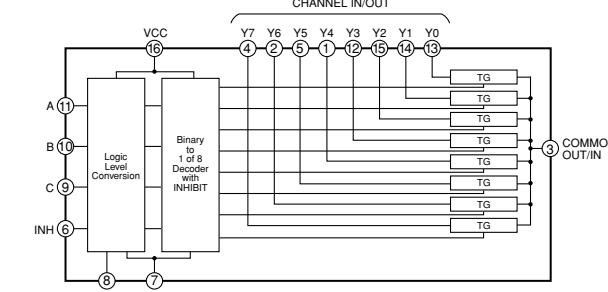 CHANNEL IN/OUT
VCC Y7 Y6 Y5 Y4 Y3 Y2 Y1 Y0
16 4 2 5 1 12 15 14 13
TG
TG
TG
TG
TG
TG
TG
TG
A 11
B 10
C 9
INH 6
Logic
Level
Conversion
Binary
to
1 of 8
Decoder
with
INHIBIT
3 COMMO
OUT/IN
8 7